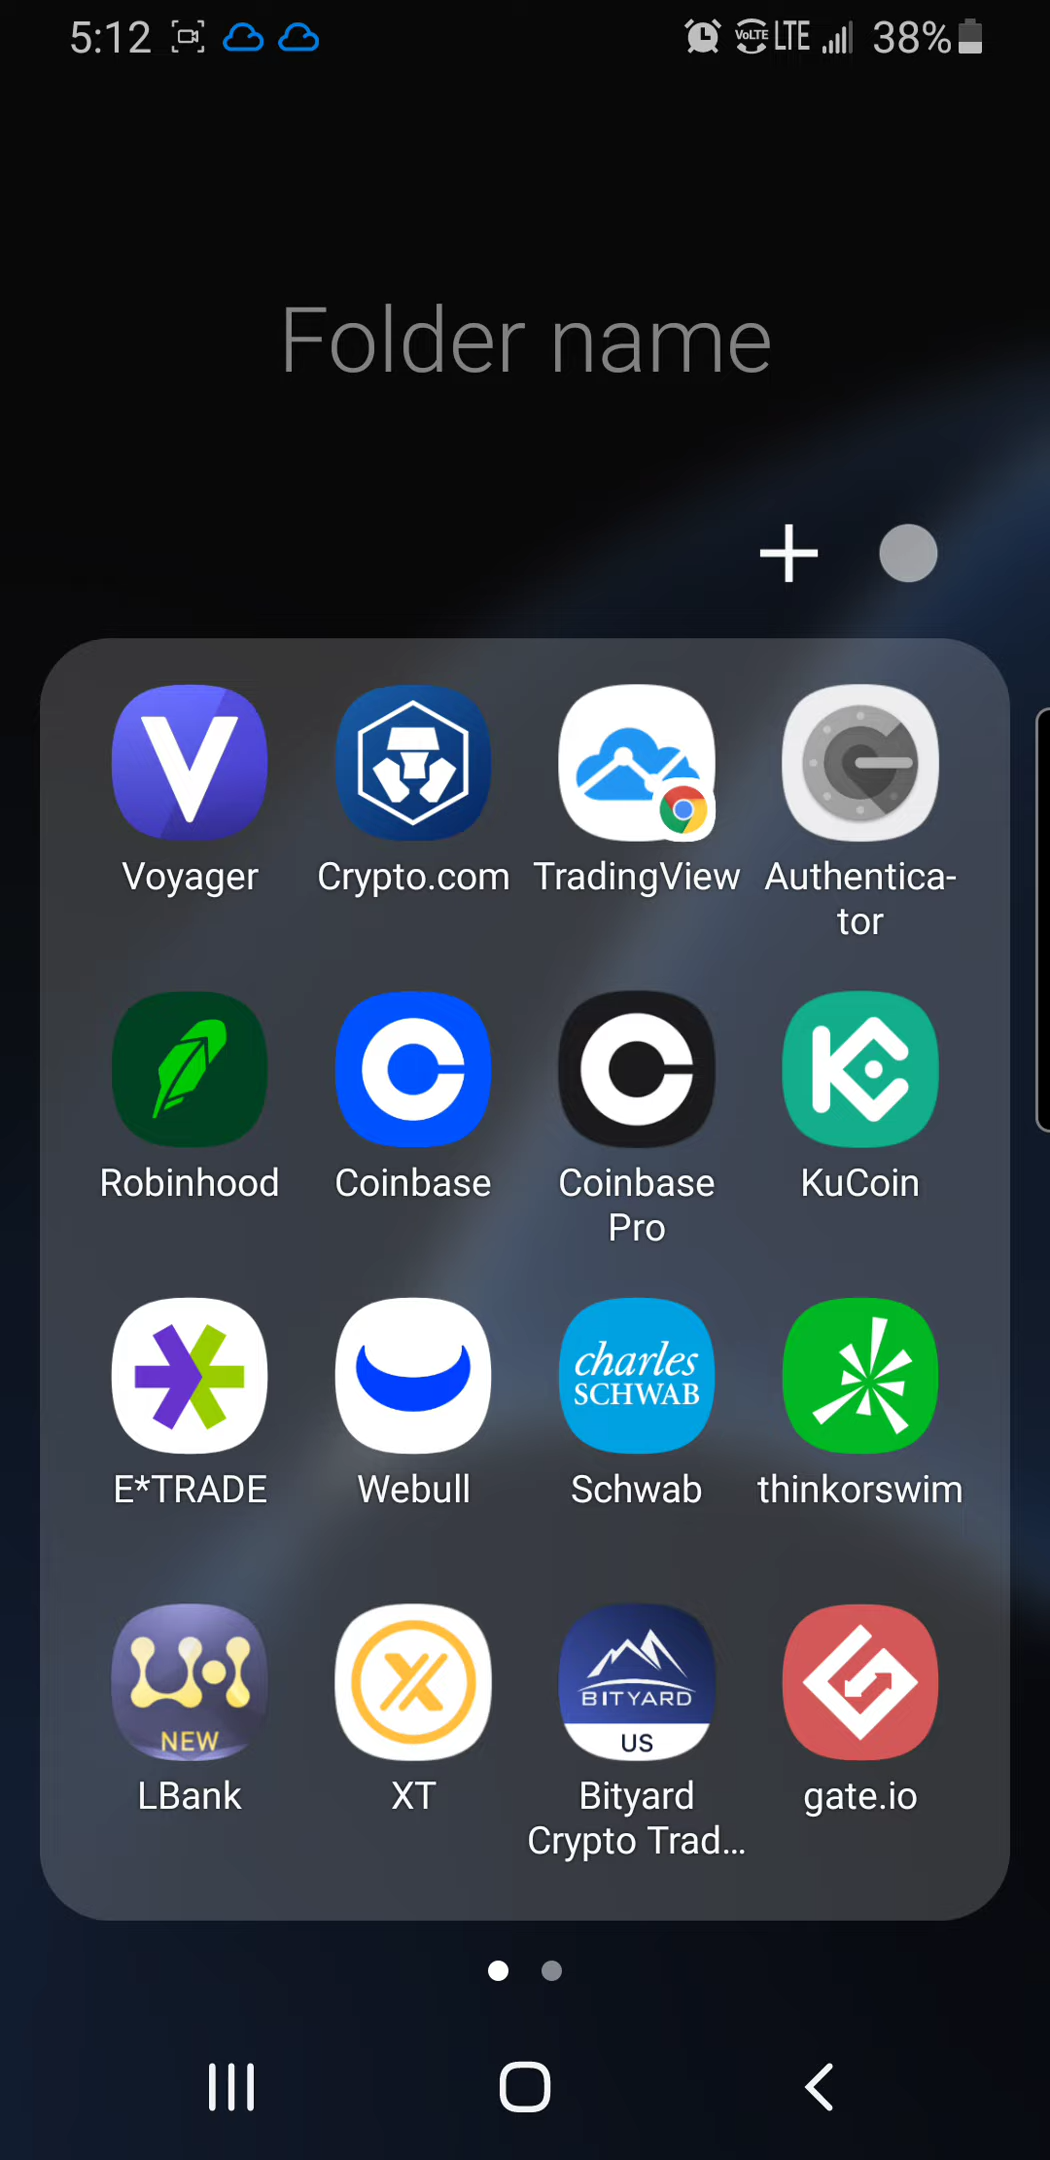 5:12 VoLTE LTE 38%
Folder name
Voyager Crypto.com TradingView Authentica-
tor
Robinhood Coinbase Coinbase KuCoin
Pro
charles
SCHWAB
E*TRADE Webull Schwab thinkorswim
BITYARD
NEW US
LBank XT Bityard gate.io
Crypto Trad...